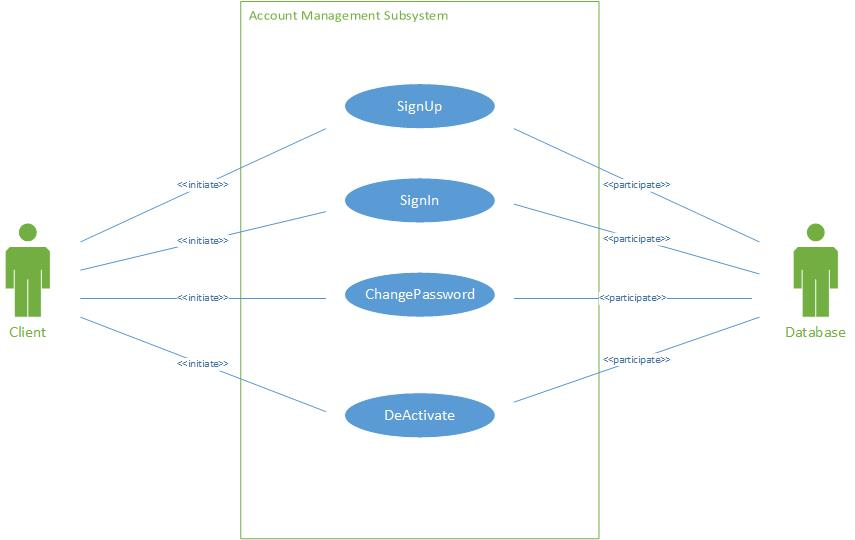 Account Management Subsystem
SignUp
<<initiate>>
<<participate>>
SignIn
<<initiate>>
<<participate>>
ChangePassword
<<initiate>>
<<participate>>
Client
Database
<<initiate>>
<<participate>>
DeActivate